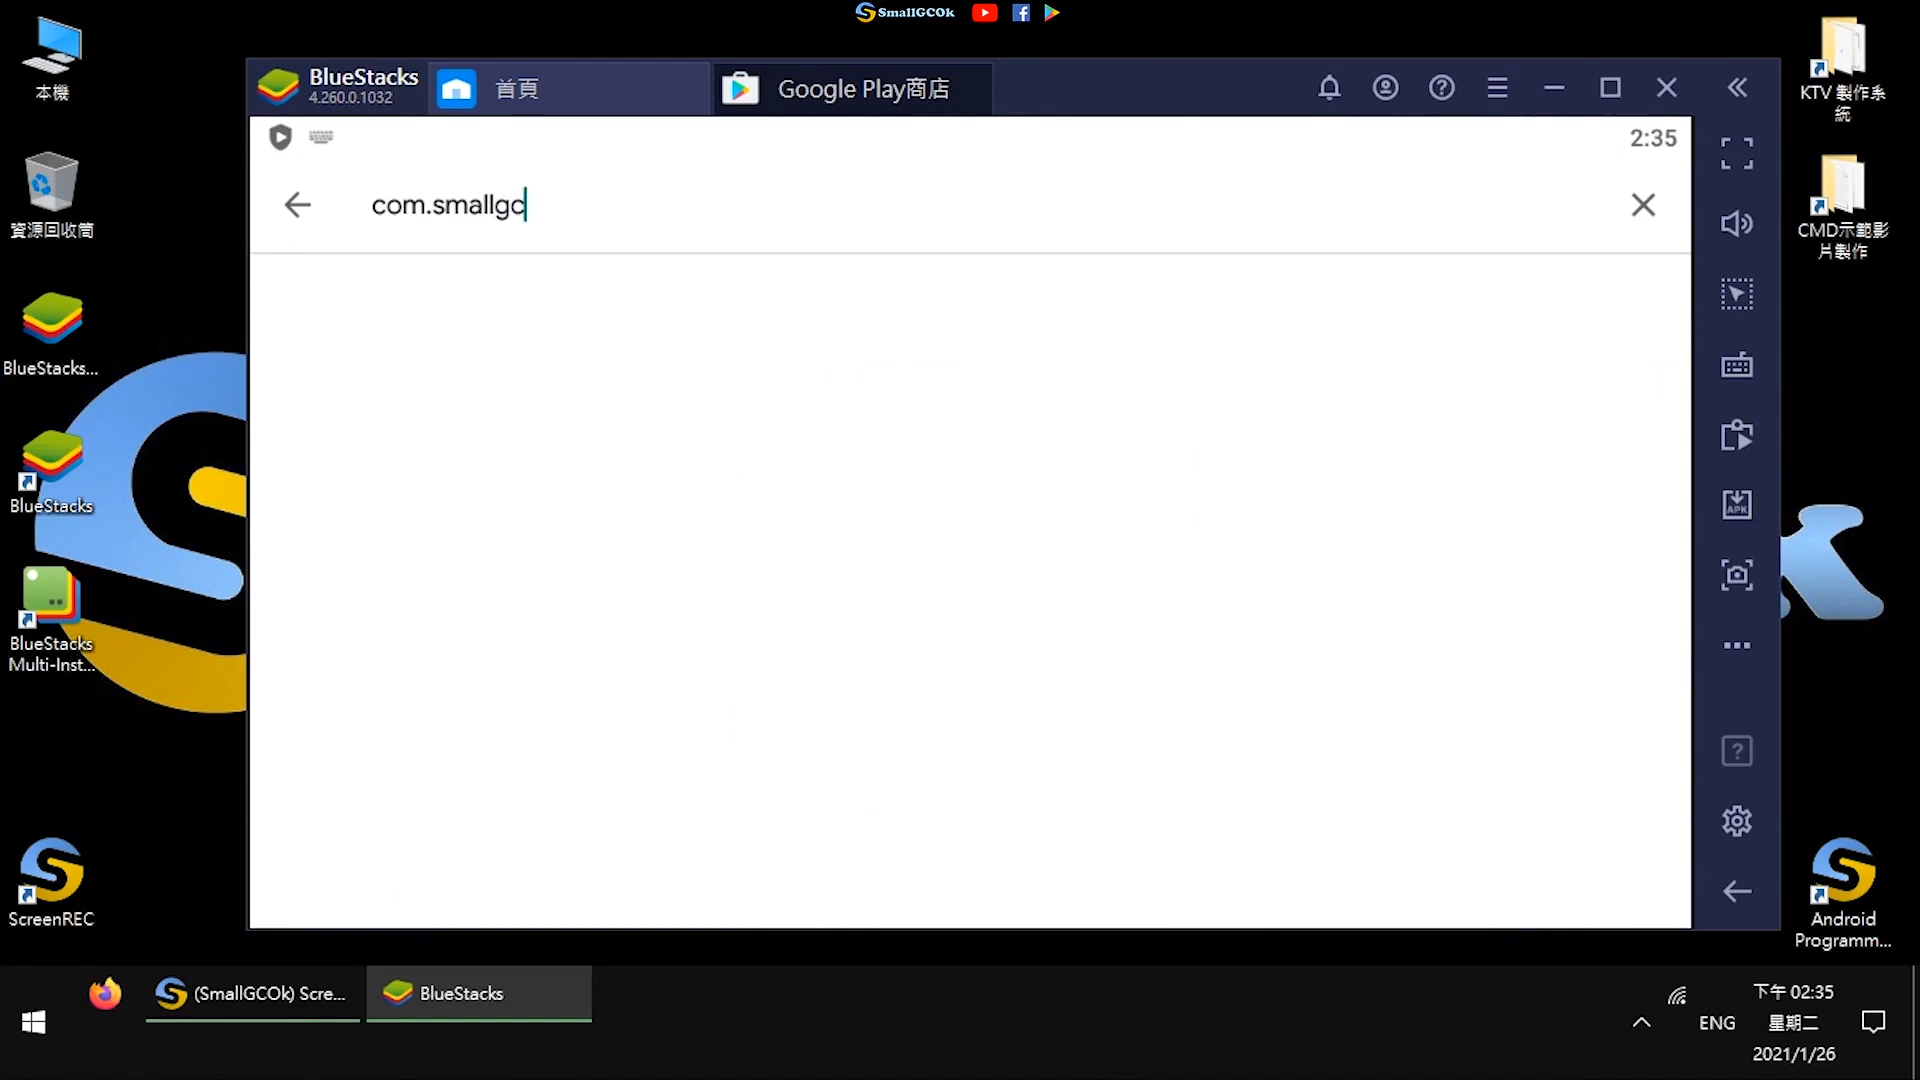 SmallGCOk
本機
資源回收筒
BlueStacks...
BlueStacks
BlueStacks
Multi-Inst...
ScreenREC
BlueStacks
4.260.0.1032
首頁
Google Play商店
2:35
com.smallgc
APK
KTV 製作系
統
CMD示範影
片製作
Android
Programm...
(SmallGCOk) Scre...
BlueStacks
ENG
下午 02:35
星期二
2021/1/26